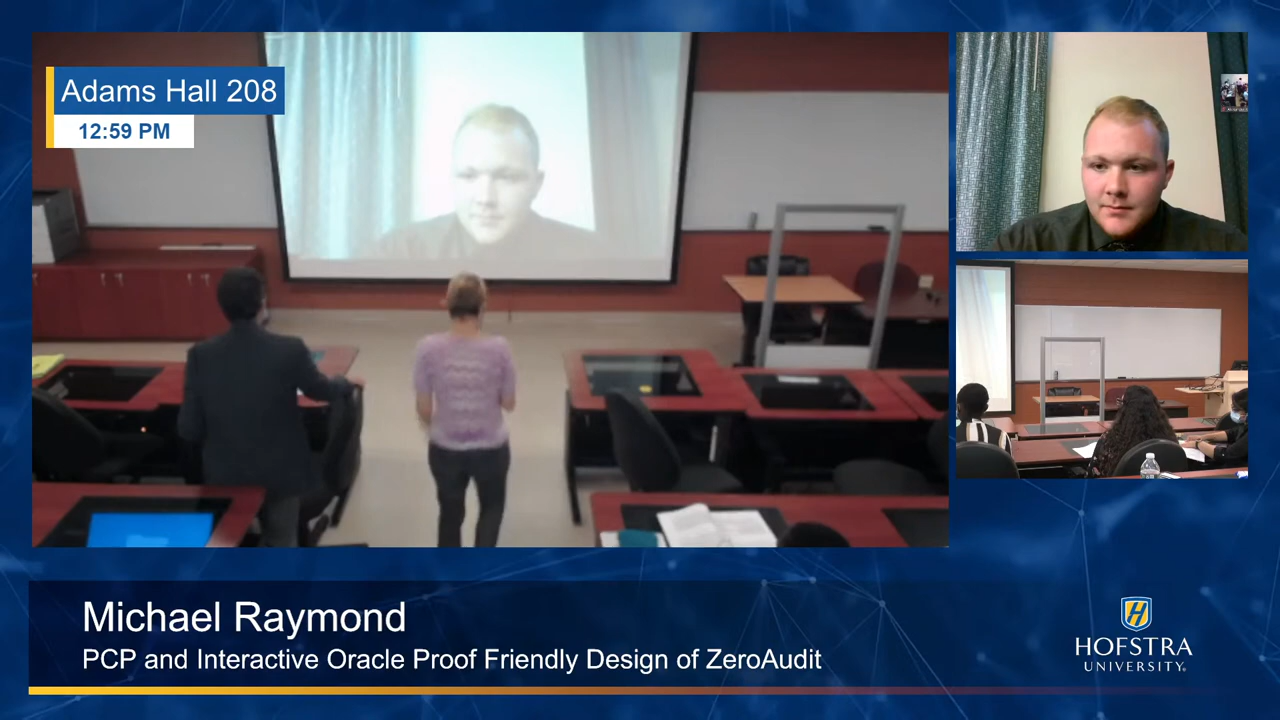 Adams Hall 208
12:59 PM
Michael Raymond
PCP and Interactive Oracle Proof Friendly Design of ZeroAudit
H
HOFSTRA
UNIVERSITY®